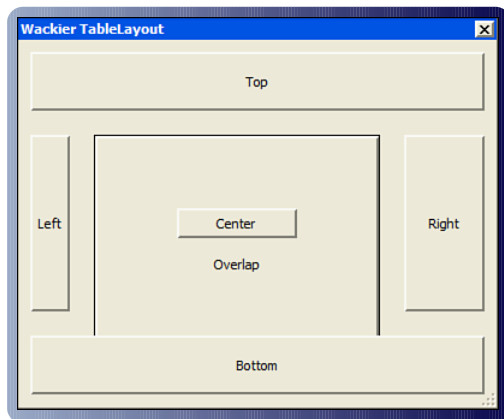 Wackier TableLayout
Top
Left
Center
Right
Overlap
Bottom